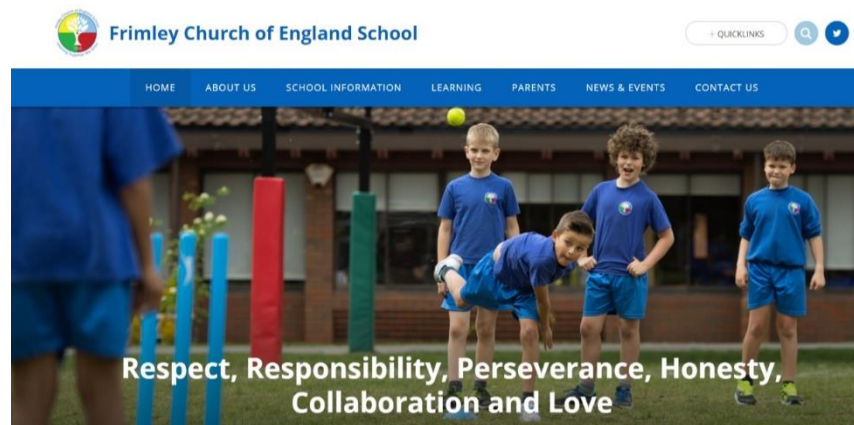 Frimley Church of England School
+ QUICKLINKS
HOME ABOUT US SCHOOL INFORMATION LEARNING PARENTS NEWS & EVENTS CONTACT US
Respect, Responsibility, Perseverance, Honesty,
Collaboration and Love